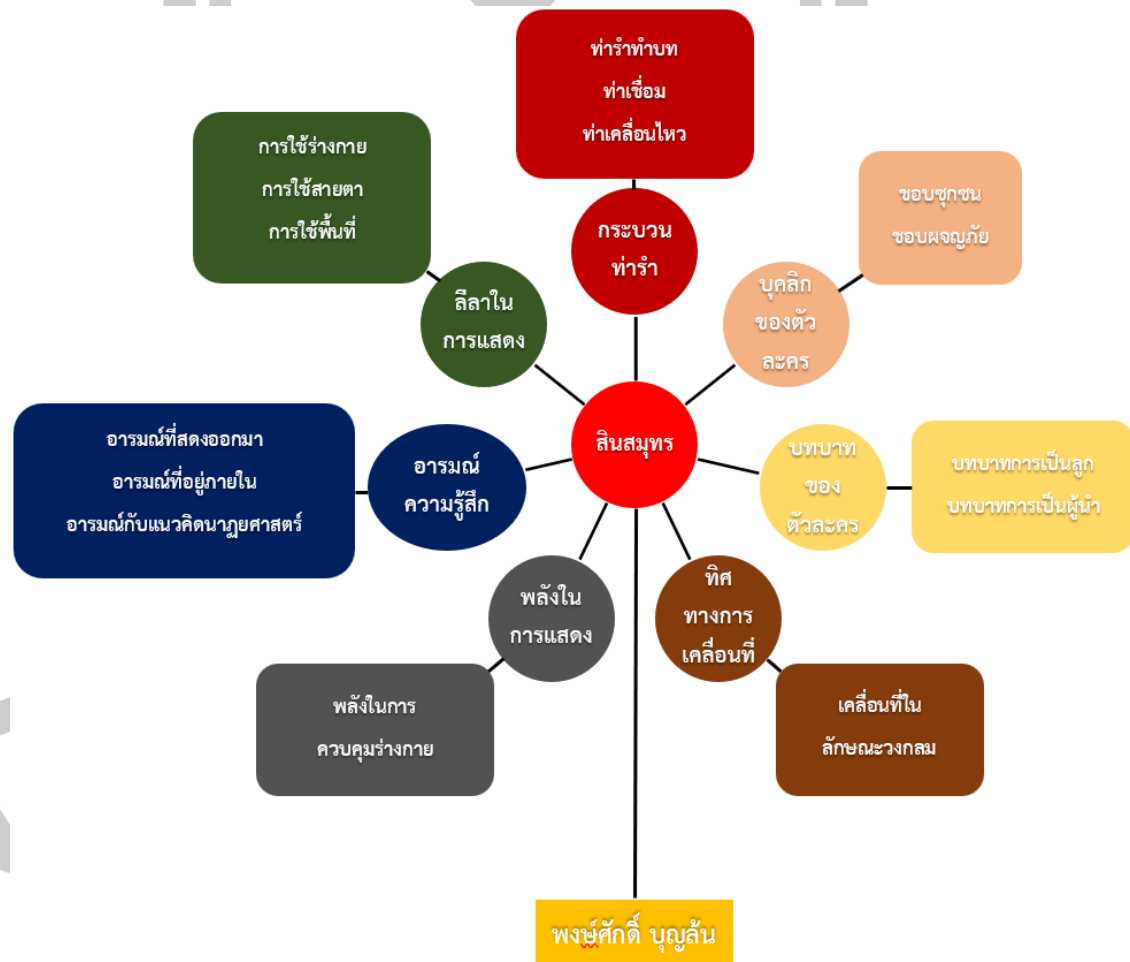 ท่ารำทำบท
ท่าเชื่อม
ท่าเคลื่อนไหว
กระบวน
ท่ารำ
การใช้ร่างกาย
การใช้สายตา
การใช้พื้นที่
ลีลาใน
การแสดง
ชอบซุกซน
ชอบผจญภัย
บุคลิก
ของตัว
ละคร
สินสมุทร
อารมณ์ที่สดงออกมา
อารมณ์ที่อยู่ภายใน
อารมณ์กับแนวคิดนาฏยศาสตร์
อารมณ์
ความรู้สึก
บทบาท
ของ
ตัวละคร
บทบาทการเป็นลูก
บทบาทการเป็นผู้นำ
พลังใน
การแสดง
พลังในการ
ควบคุมร่างกาย
ทิศ
ทางการ
เคลื่อนที่
เคลื่อนที่ใน
ลักษณะวงกลม
พงษ์ศักดิ์ บุญล้น